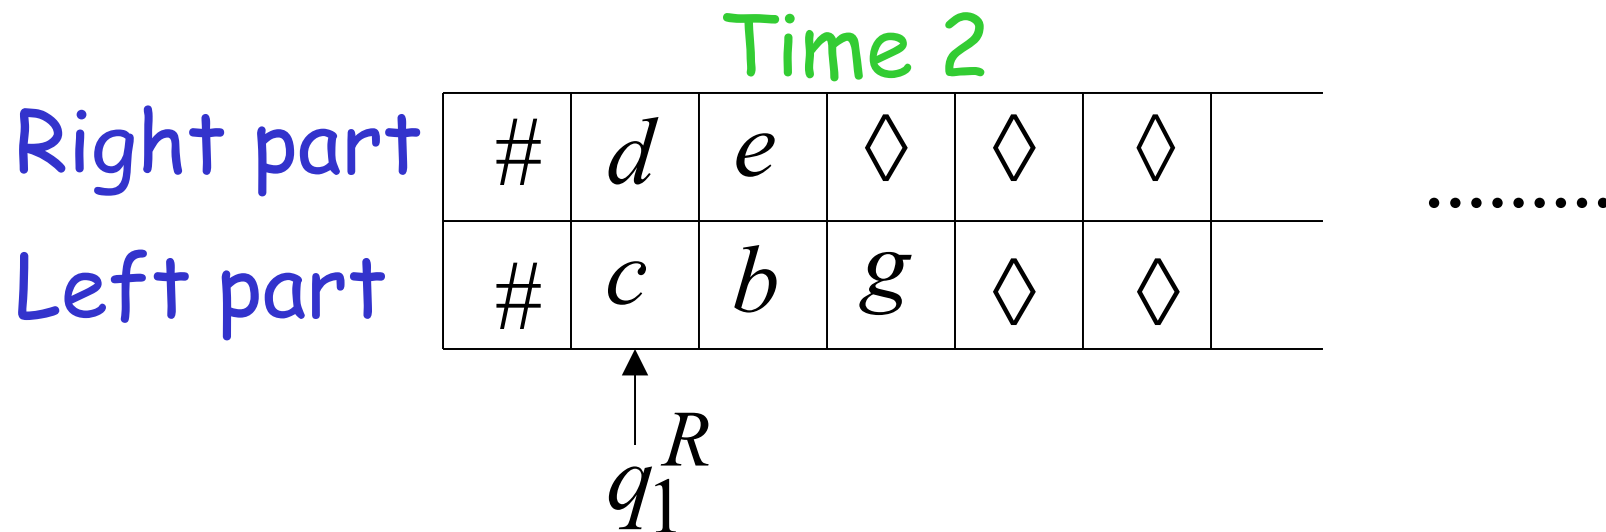 Time 2
Right part # d e ◊ ◊ ◊
.........
Left part # c b g ◊ ◊
q₁ᴿ